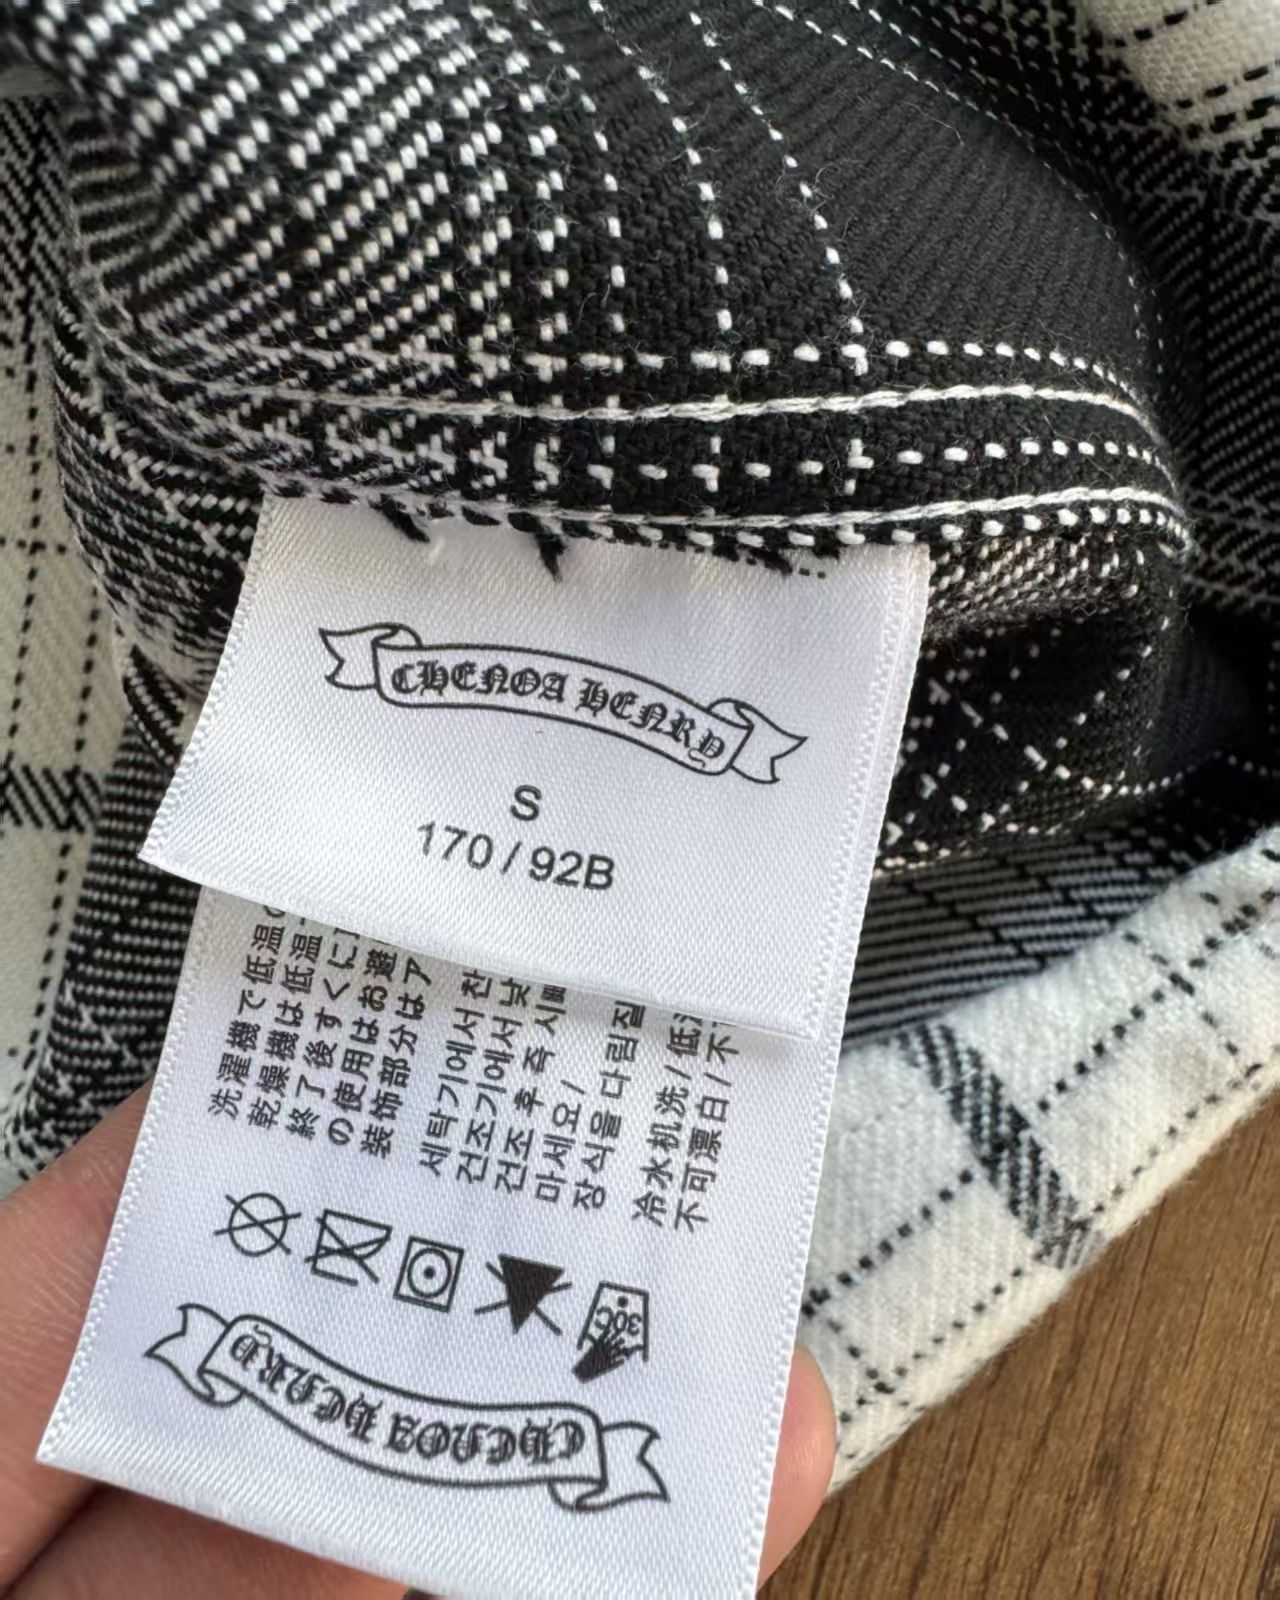 CHENOA HENRY
S
170 / 92B
洗濯機で低温
乾燥機は低温
終了後すぐに
の使用はお避
装飾部分はア
세탁기에서 찬
건조기에서 낮
건조 후 즉 시
마세요 /
장식을 다림질
冷水机洗 / 低温
不可漂白 / 不
30C
CHENOA HENRY